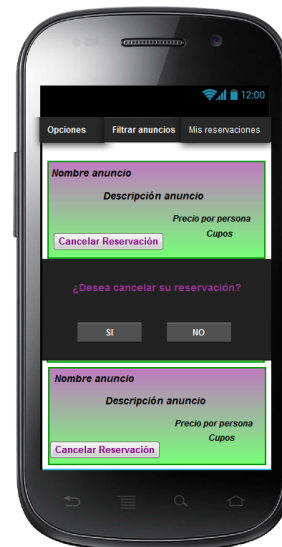 12:00
Opciones Filtrar anuncios Mis reservaciones
Nombre anuncio
Descripción anuncio
Precio por persona
Cupos
Cancelar Reservación
¿Desea cancelar su reservación?
SI NO
Nombre anuncio
Descripción anuncio
Precio por persona
Cupos
Cancelar Reservación